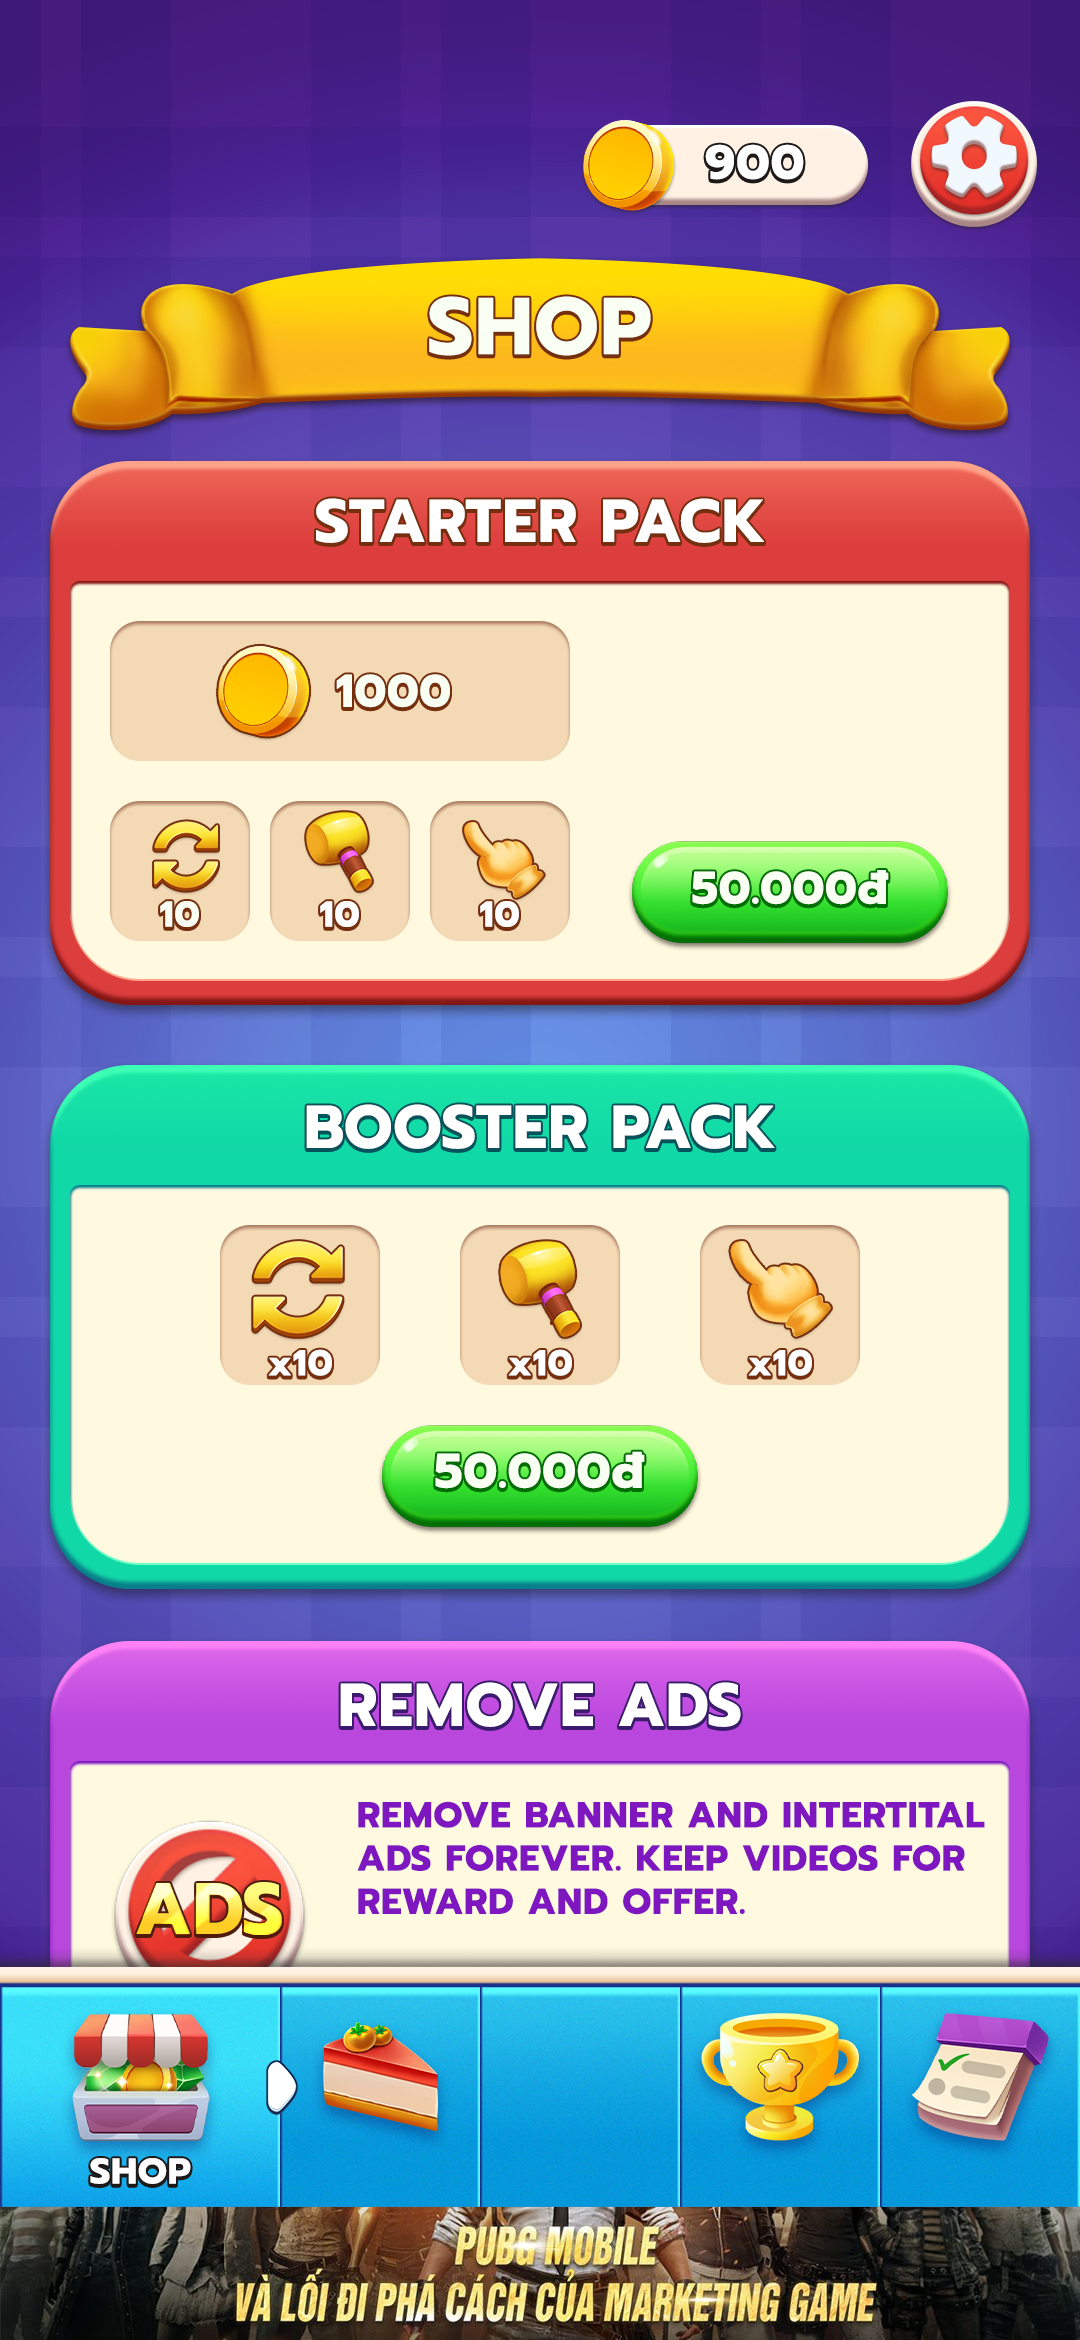 900
SHOP
STARTER PACK
1000
10 10 10
50.000đ
BOOSTER PACK
x10 x10 x10
50.000đ
REMOVE ADS
REMOVE BANNER AND INTERTITAL
ADS FOREVER. KEEP VIDEOS FOR
REWARD AND OFFER.
ADS
SHOP
PUBG MOBILE
VÀ LỐI ĐI PHÁ CÁCH CỦA MARKETING GAME